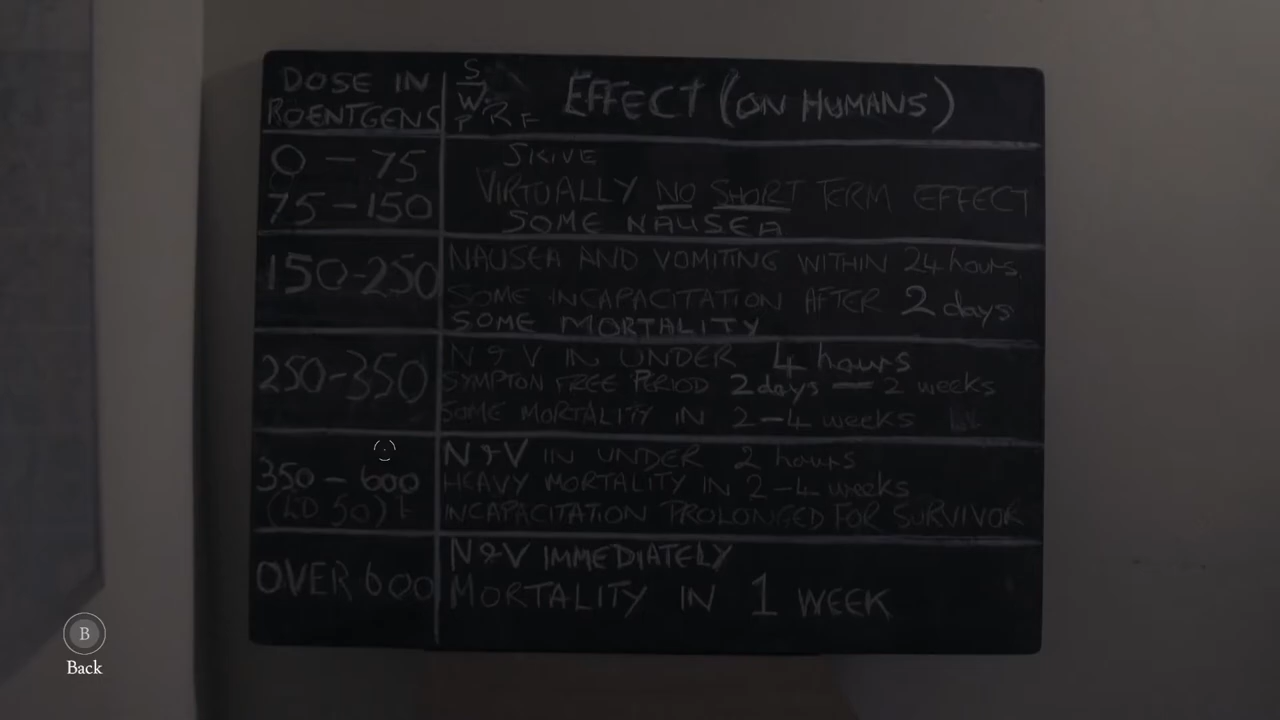 DOSE IN
ROENTGENS
S
W R F
P
EFFECT (ON HUMANS)
0 – 75
SKIVE
VIRTUALLY NO SHORT TERM EFFECT
75 – 150
SOME NAUSEA
150-250
NAUSEA AND VOMITING WITHIN 24 hours.
SOME INCAPACITATION AFTER 2 days
SOME MORTALITY
250-350
N & V IN UNDER 4 hours
SYMPTON FREE PERIOD 2 days — 2 weeks
SOME MORTALITY IN 2-4 weeks
350 – 600
(LD 50)
N & V IN UNDER 2 hours
HEAVY MORTALITY IN 2-4 weeks
INCAPACITATION PROLONGED FOR SURVIVOR
OVER 600
N & V IMMEDIATELY
MORTALITY IN 1 WEEK
B
Back